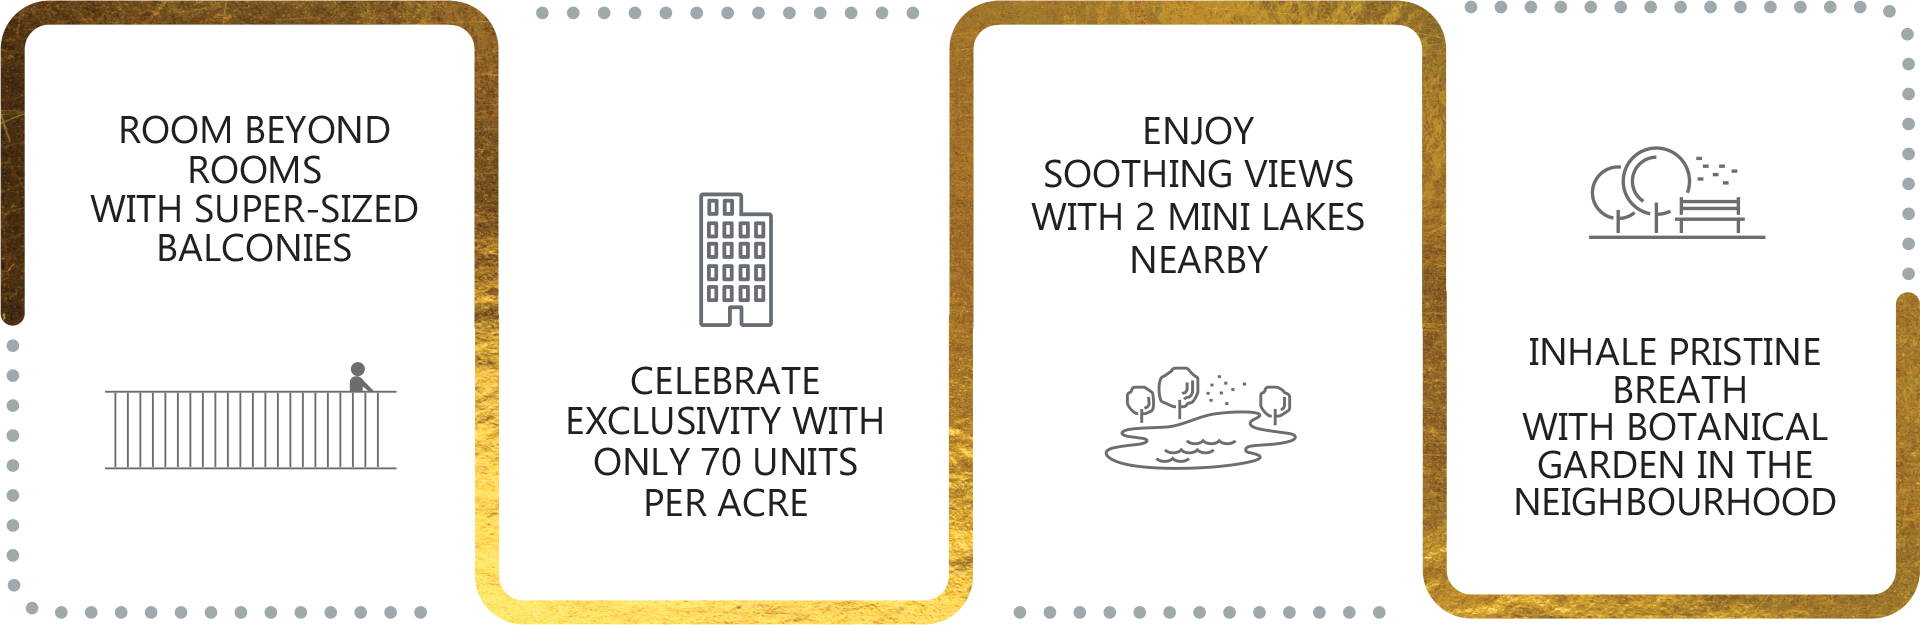 ROOM BEYOND
ROOMS
WITH SUPER-SIZED
BALCONIES
CELEBRATE
EXCLUSIVITY WITH
ONLY 70 UNITS
PER ACRE
ENJOY
SOOTHING VIEWS
WITH 2 MINI LAKES
NEARBY
INHALE PRISTINE
BREATH
WITH BOTANICAL
GARDEN IN THE
NEIGHBOURHOOD